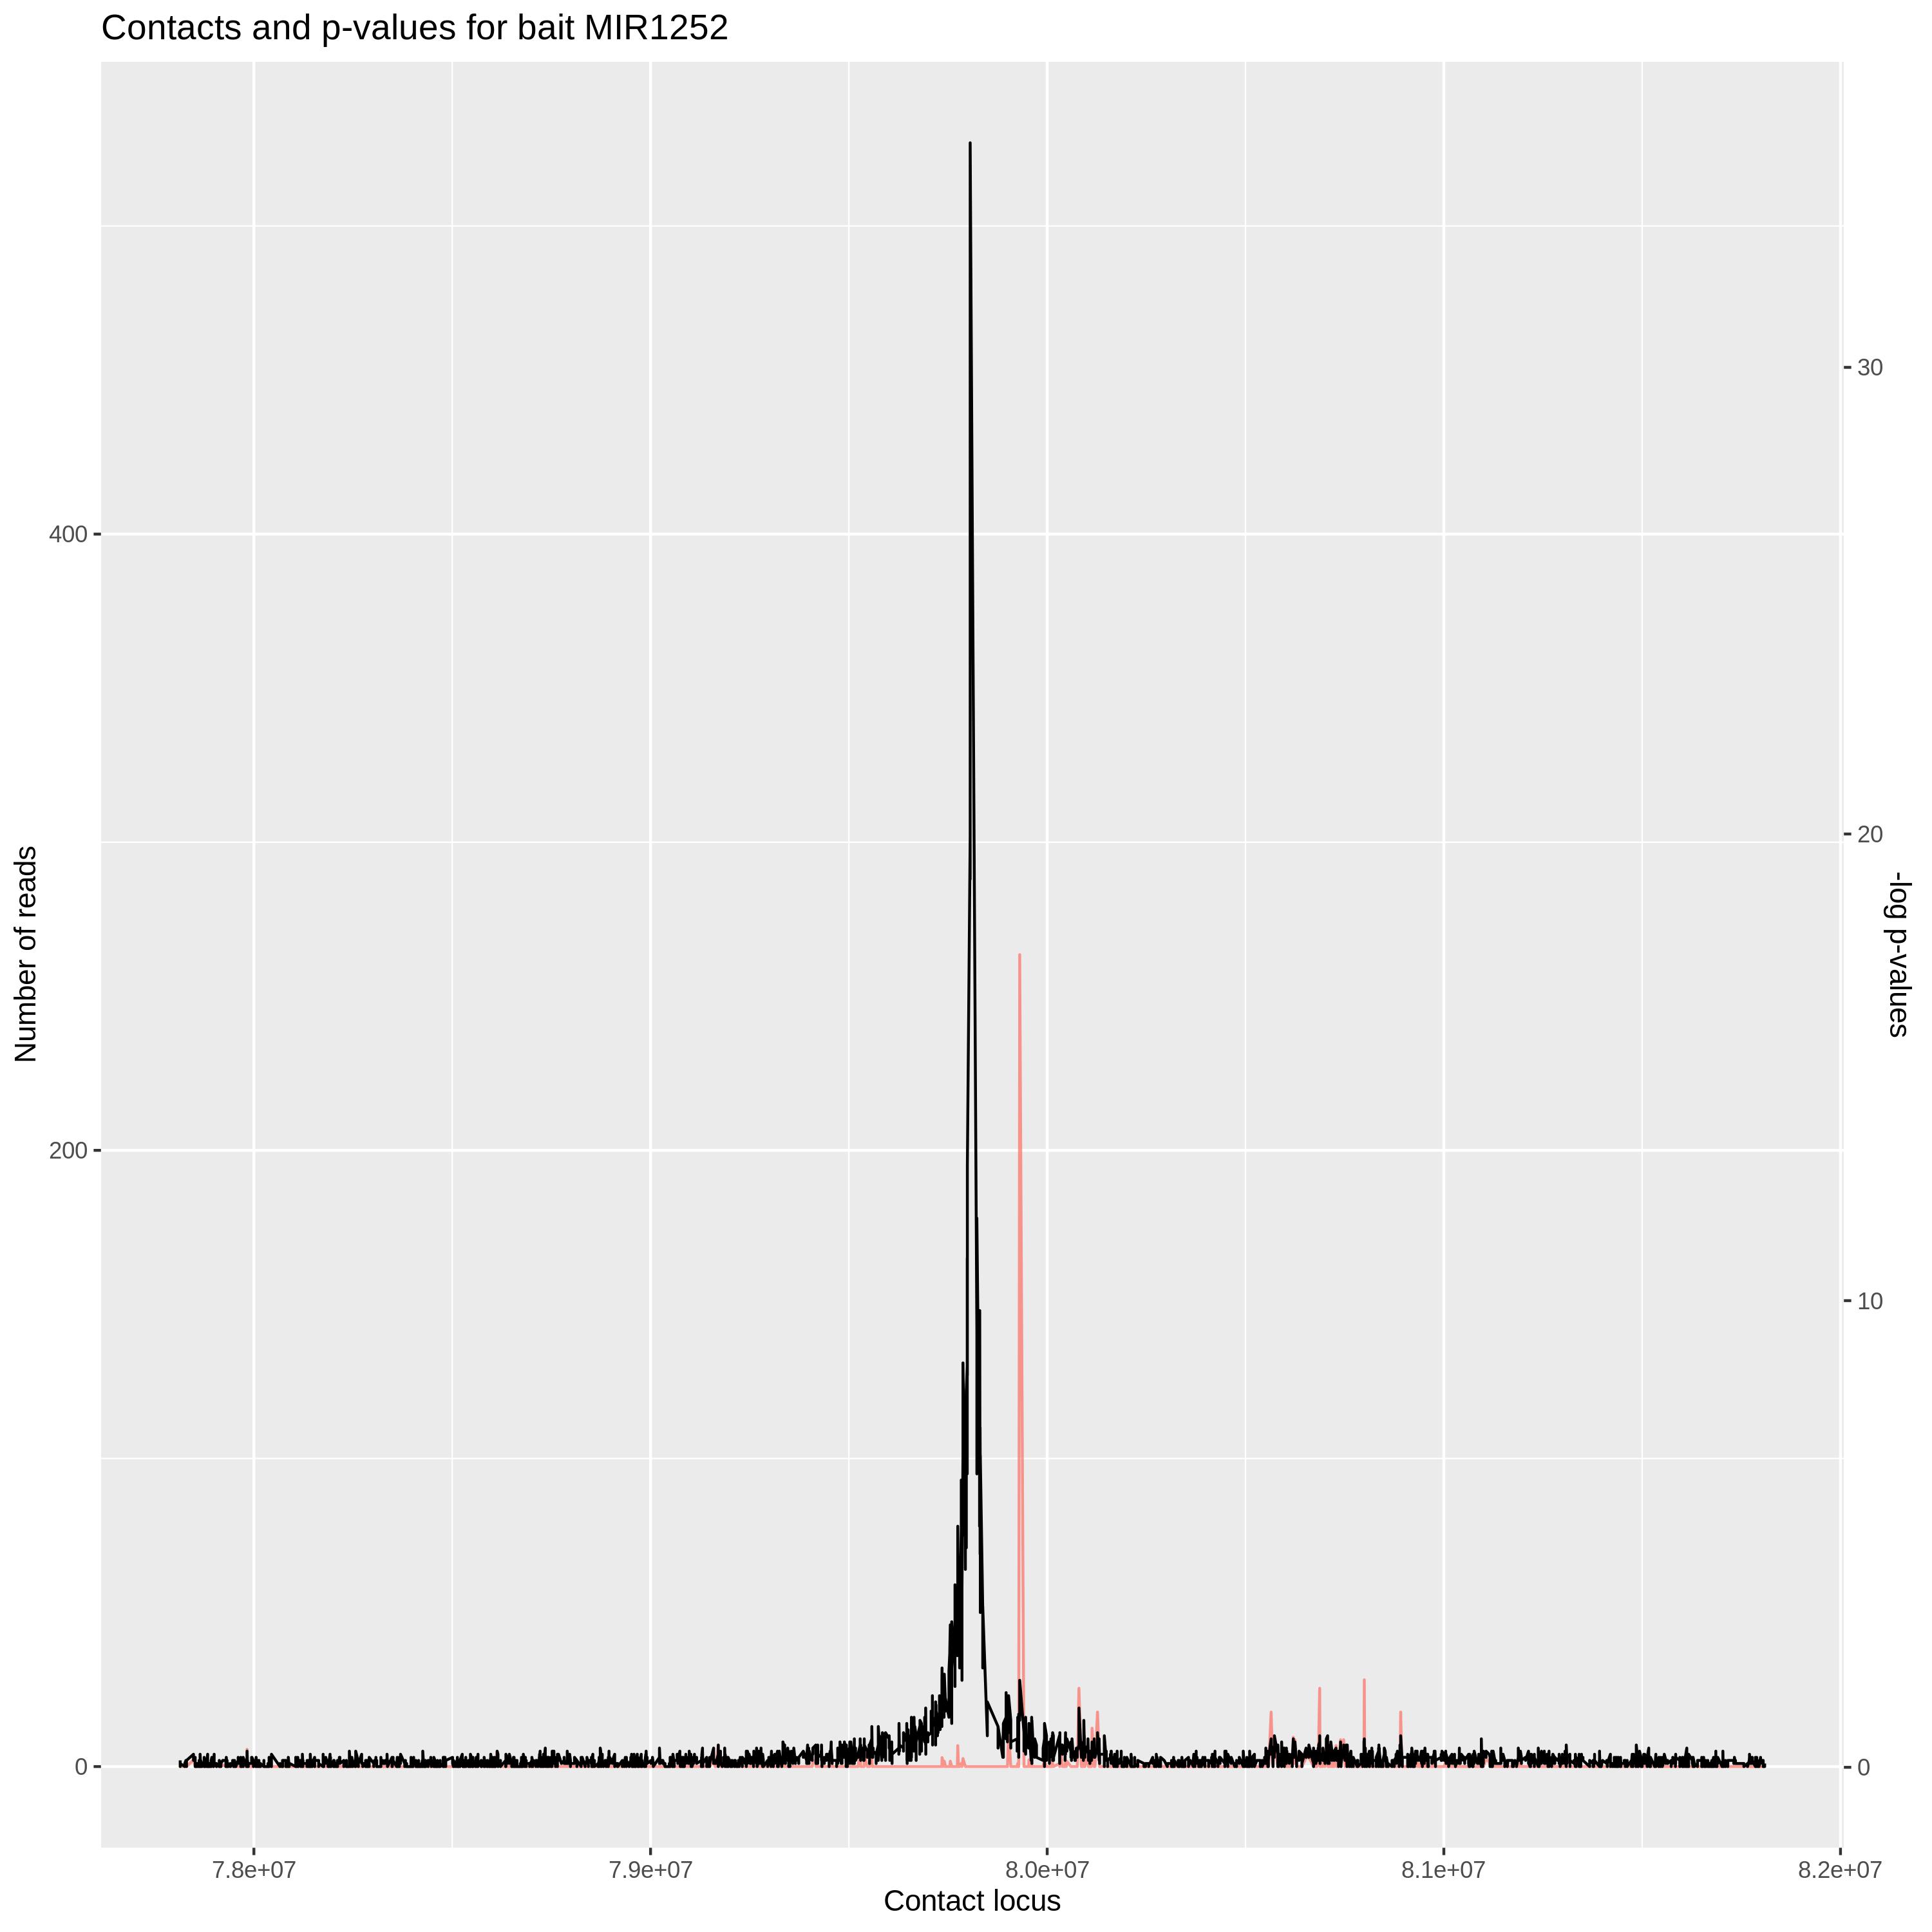 Contacts and p-values for bait MIR1252
400
200
0
Number of reads
30
20
10
0
-log p-values
7.8e+07 7.9e+07 8.0e+07 8.1e+07 8.2e+07
Contact locus